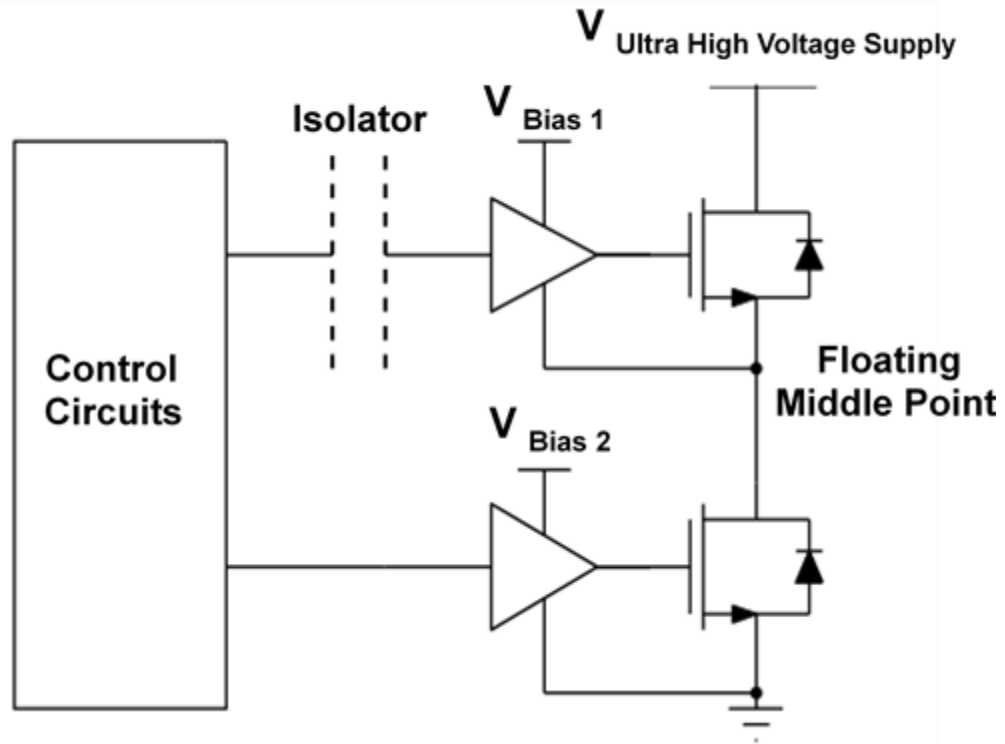 V Ultra High Voltage Supply
Isolator
V Bias 1
Control
Circuits
Floating
Middle Point
V Bias 2